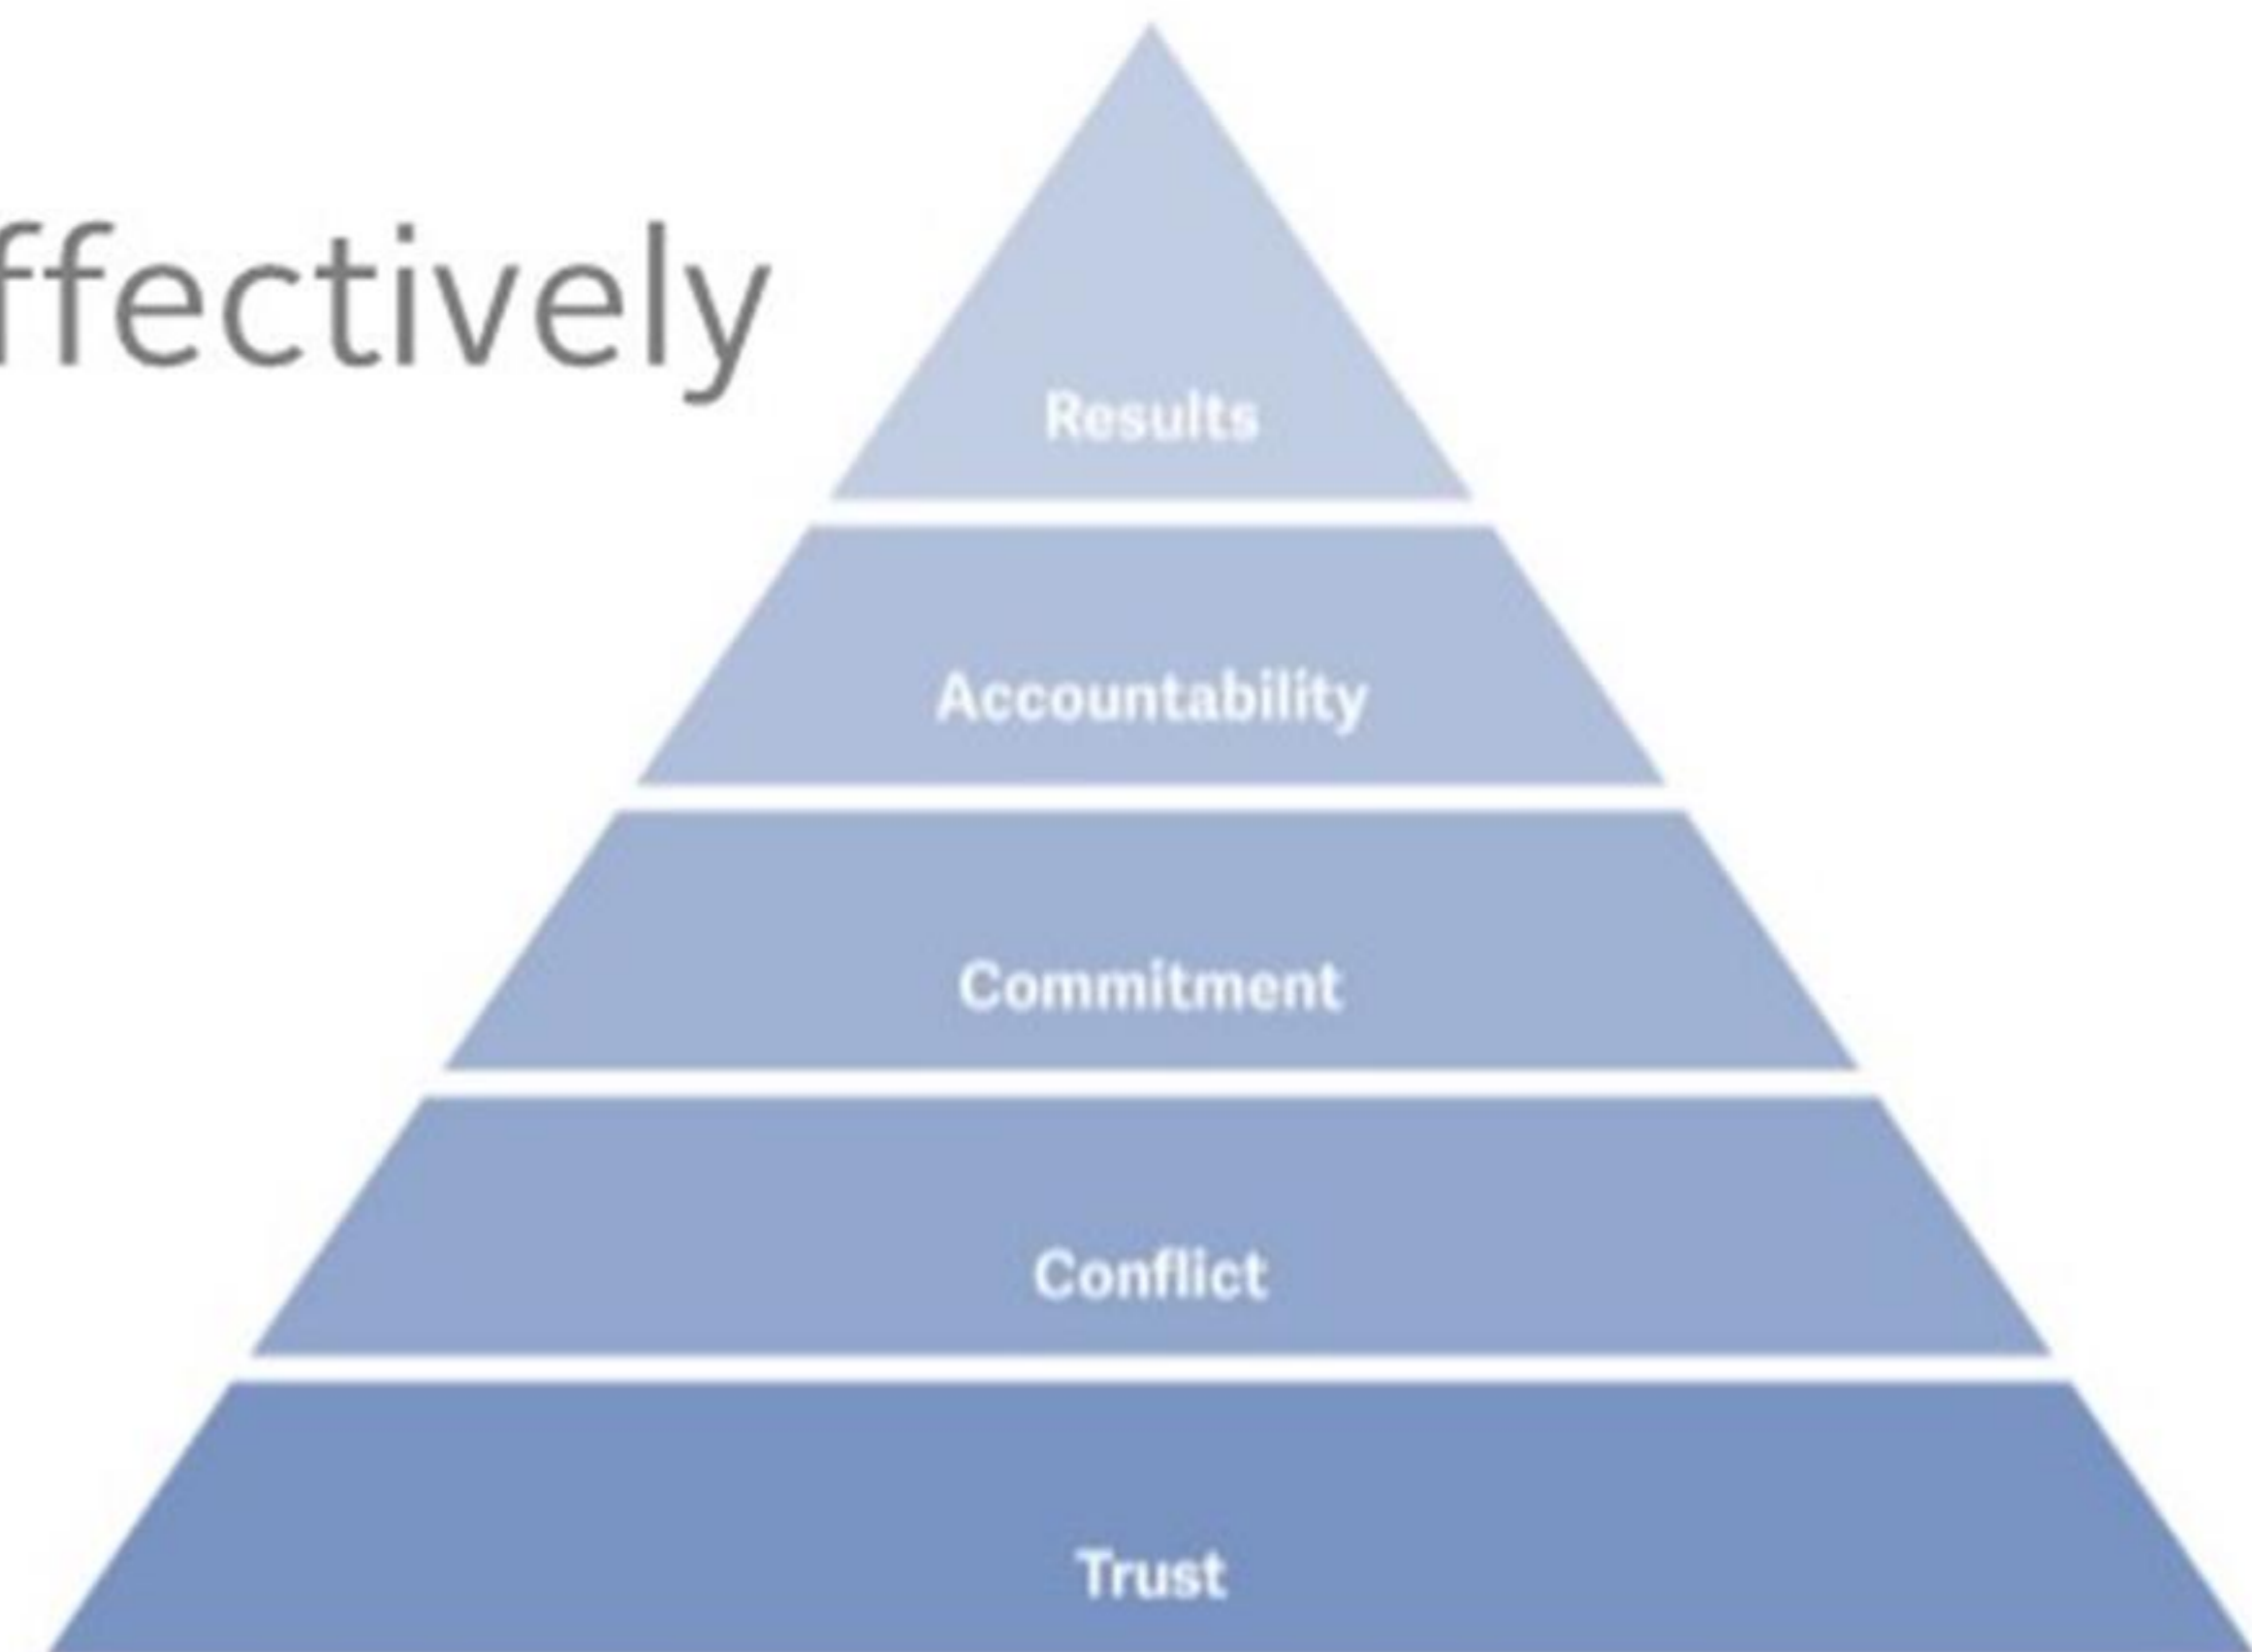 ffectively
Results
Accountability
Commitment
Conflict
Trust